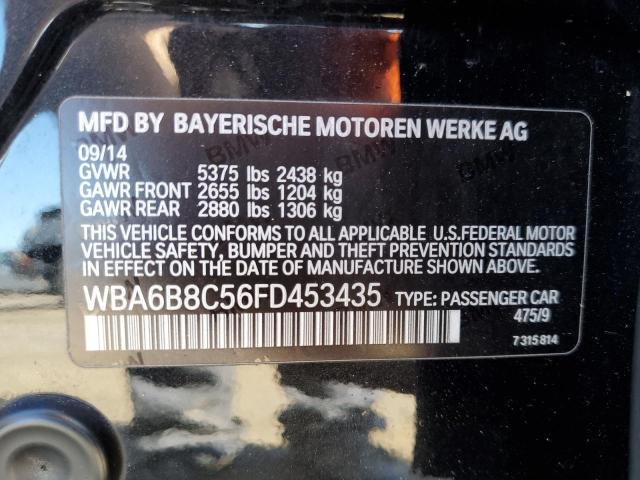 MFD BY BAYERISCHE MOTOREN WERKE AG
09/14
GVWR 5375 lbs 2438 kg
GAWR FRONT 2655 lbs 1204 kg
GAWR REAR 2880 lbs 1306 kg
THIS VEHICLE CONFORMS TO ALL APPLICABLE U.S.FEDERAL MOTOR
VEHICLE SAFETY, BUMPER AND THEFT PREVENTION STANDARDS
IN EFFECT ON THE DATE OF MANUFACTURE SHOWN ABOVE.
WBA6B8C56FD453435 TYPE: PASSENGER CAR
475/9
7 315 814